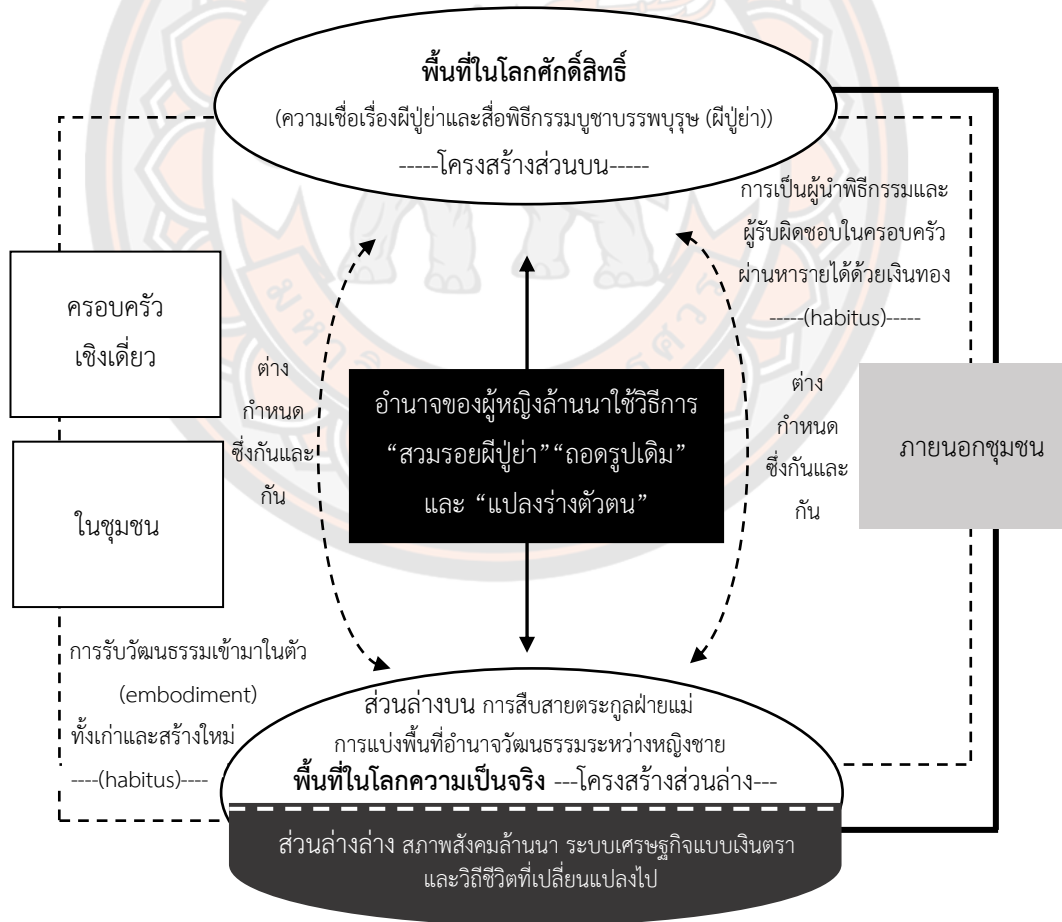 พื้นที่ในโลกศักดิ์สิทธิ์
(ความเชื่อเรื่องผีปู่ย่าและสื่อพิธีกรรมบูชาบรรพบุรุษ (ผีปู่ย่า))
-----โครงสร้างส่วนบน-----
การเป็นผู้นำพิธีกรรมและ
ผู้รับผิดชอบในครอบครัว
ผ่านหารายได้ด้วยเงินทอง
-----(habitus)-----
ครอบครัว
เชิงเดี่ยว
ในชุมชน
ต่าง
กำหนด
ซึ่งกันและ
กัน
อำนาจของผู้หญิงล้านนาใช้วิธีการ
“สวมรอยผีปู่ย่า” “ถอดรูปเดิม”
และ “แปลงร่างตัวตน”
ต่าง
กำหนด
ซึ่งกันและ
กัน
ภายนอกชุมชน
การรับวัฒนธรรมเข้ามาในตัว
(embodiment)
ทั้งเก่าและสร้างใหม่
----(habitus)----
ส่วนล่างบน การสืบสายตระกูลฝ่ายแม่
การแบ่งพื้นที่อำนาจวัฒนธรรมระหว่างหญิงชาย
พื้นที่ในโลกความเป็นจริง ---โครงสร้างส่วนล่าง---
ส่วนล่างล่าง สภาพสังคมล้านนา ระบบเศรษฐกิจแบบเงินตรา
และวิถีชีวิตที่เปลี่ยนแปลงไป